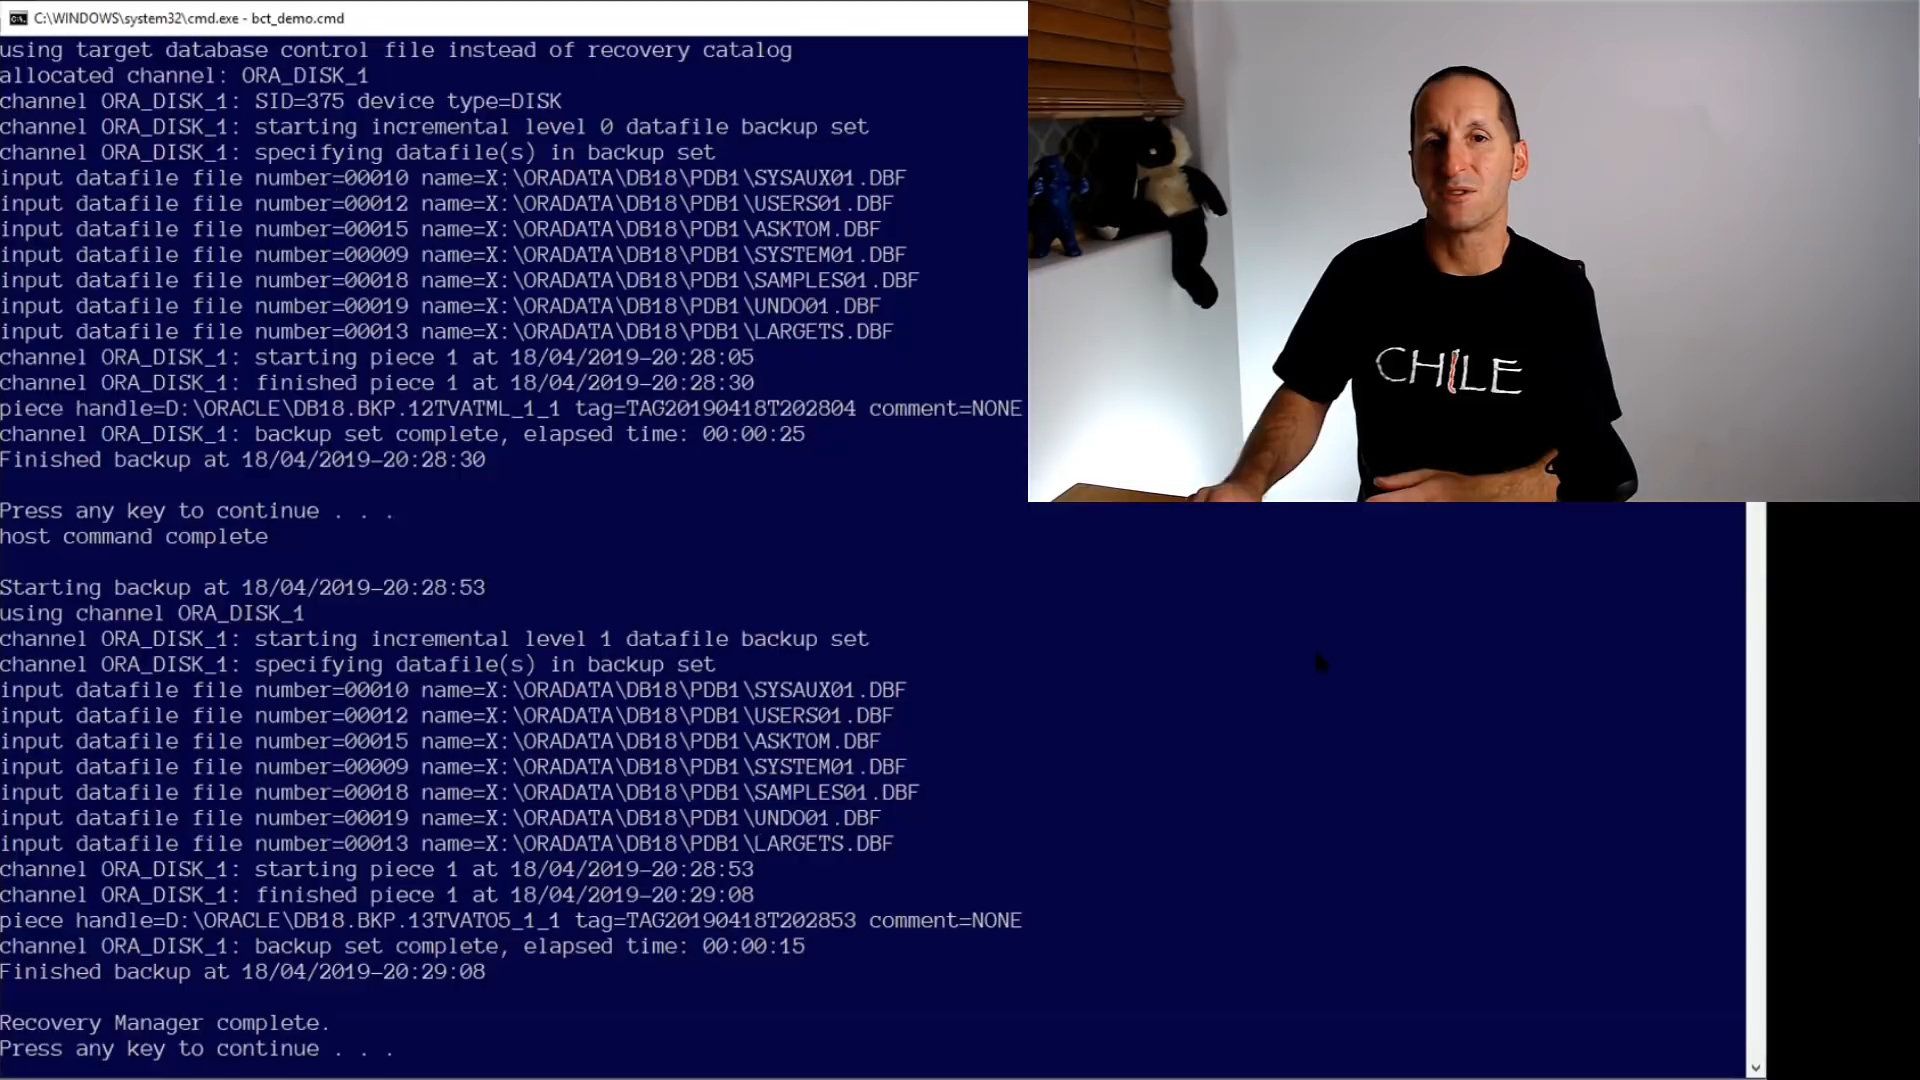 C:\WINDOWS\system32\cmd.exe - bct_demo.cmd
using target database control file instead of recovery catalog
allocated channel: ORA_DISK_1
channel ORA_DISK_1: SID=375 device type=DISK
channel ORA_DISK_1: starting incremental level 0 datafile backup set
channel ORA_DISK_1: specifying datafile(s) in backup set
input datafile file number=00010 name=X:\ORADATA\DB18\PDB1\SYSAUX01.DBF
input datafile file number=00012 name=X:\ORADATA\DB18\PDB1\USERS01.DBF
input datafile file number=00015 name=X:\ORADATA\DB18\PDB1\ASKTOM.DBF
input datafile file number=00009 name=X:\ORADATA\DB18\PDB1\SYSTEM01.DBF
input datafile file number=00018 name=X:\ORADATA\DB18\PDB1\SAMPLES01.DBF
input datafile file number=00019 name=X:\ORADATA\DB18\PDB1\UNDO01.DBF
input datafile file number=00013 name=X:\ORADATA\DB18\PDB1\LARGETS.DBF
channel ORA_DISK_1: starting piece 1 at 18/04/2019-20:28:05
channel ORA_DISK_1: finished piece 1 at 18/04/2019-20:28:30
piece handle=D:\ORACLE\DB18.BKP.12TVATML_1_1 tag=TAG20190418T202804 comment=NONE
channel ORA_DISK_1: backup set complete, elapsed time: 00:00:25
Finished backup at 18/04/2019-20:28:30
Press any key to continue . . .
host command complete
Starting backup at 18/04/2019-20:28:53
using channel ORA_DISK_1
channel ORA_DISK_1: starting incremental level 1 datafile backup set
channel ORA_DISK_1: specifying datafile(s) in backup set
input datafile file number=00010 name=X:\ORADATA\DB18\PDB1\SYSAUX01.DBF
input datafile file number=00012 name=X:\ORADATA\DB18\PDB1\USERS01.DBF
input datafile file number=00015 name=X:\ORADATA\DB18\PDB1\ASKTOM.DBF
input datafile file number=00009 name=X:\ORADATA\DB18\PDB1\SYSTEM01.DBF
input datafile file number=00018 name=X:\ORADATA\DB18\PDB1\SAMPLES01.DBF
input datafile file number=00019 name=X:\ORADATA\DB18\PDB1\UNDO01.DBF
input datafile file number=00013 name=X:\ORADATA\DB18\PDB1\LARGETS.DBF
channel ORA_DISK_1: starting piece 1 at 18/04/2019-20:28:53
channel ORA_DISK_1: finished piece 1 at 18/04/2019-20:29:08
piece handle=D:\ORACLE\DB18.BKP.13TVATO5_1_1 tag=TAG20190418T202853 comment=NONE
channel ORA_DISK_1: backup set complete, elapsed time: 00:00:15
Finished backup at 18/04/2019-20:29:08
Recovery Manager complete.
Press any key to continue . . .
CHILE